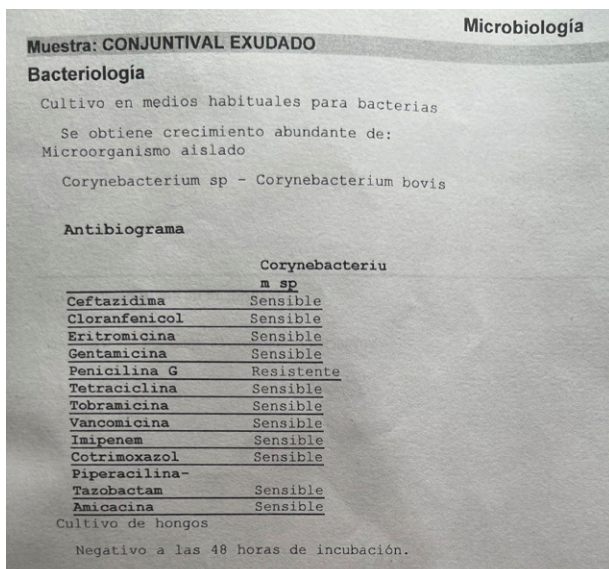 Microbiología
Muestra: CONJUNTIVAL EXUDADO
Bacteriología
Cultivo en medios habituales para bacterias
Se obtiene crecimiento abundante de:
Microorganismo aislado
Corynebacterium sp - Corynebacterium bovis
Antibiograma
Corynebacteriu
m sp
Ceftazidima Sensible
Cloranfenicol Sensible
Eritromicina Sensible
Gentamicina Sensible
Penicilina G Resistente
Tetraciclina Sensible
Tobramicina Sensible
Vancomicina Sensible
Imipenem Sensible
Cotrimoxazol Sensible
Piperacilina-
Tazobactam Sensible
Amicacina Sensible
Cultivo de hongos
Negativo a las 48 horas de incubación.